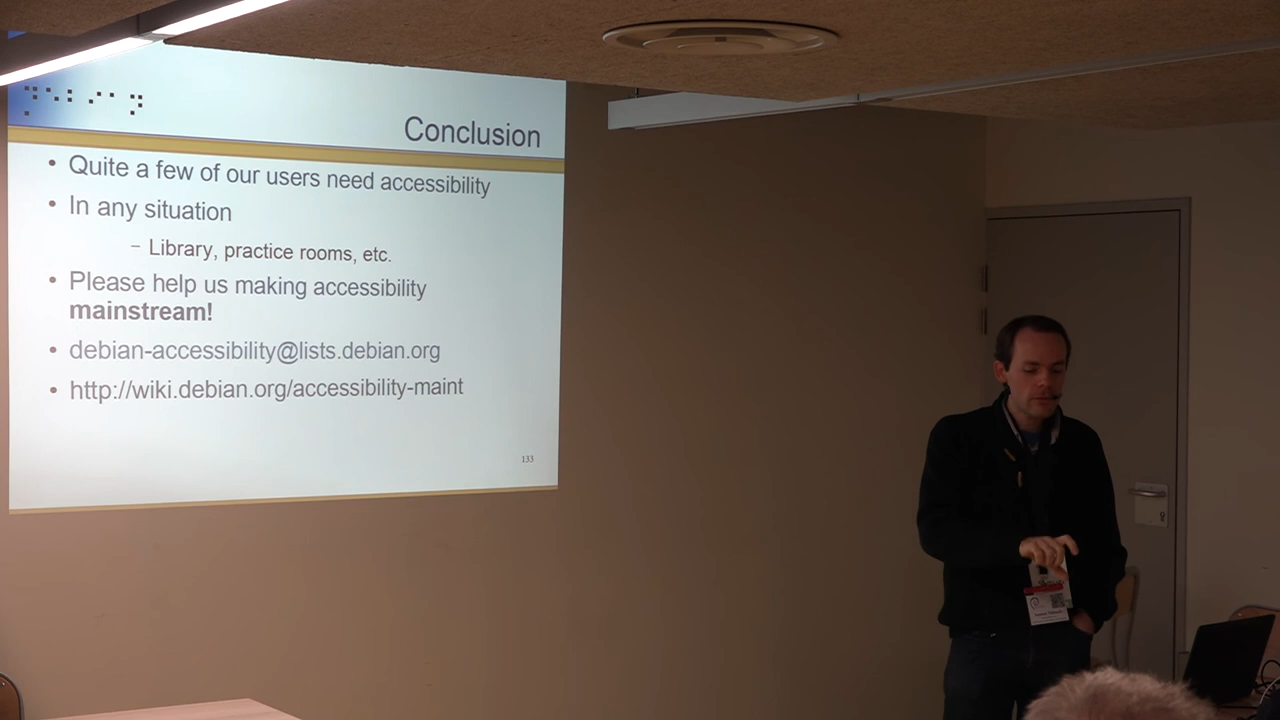 Conclusion
• Quite a few of our users need accessibility
• In any situation
– Library, practice rooms, etc.
• Please help us making accessibility
mainstream!
• debian-accessibility@lists.debian.org
• http://wiki.debian.org/accessibility-maint
133